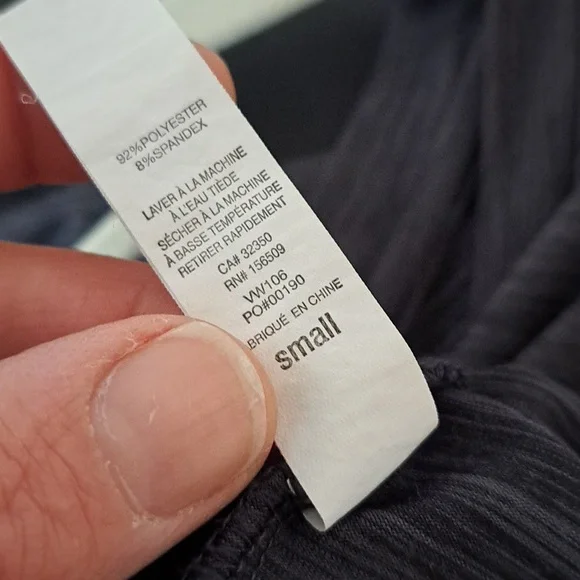 92%POLYESTER
8%SPANDEX
LAVER À LA MACHINE
À L'EAU TIÈDE
SÉCHER À LA MACHINE
À BASSE TEMPÉRATURE
RETIRER RAPIDEMENT
CA# 32350
RN# 156509
VW106
PO#00190
BRIQUÉ EN CHINE
small